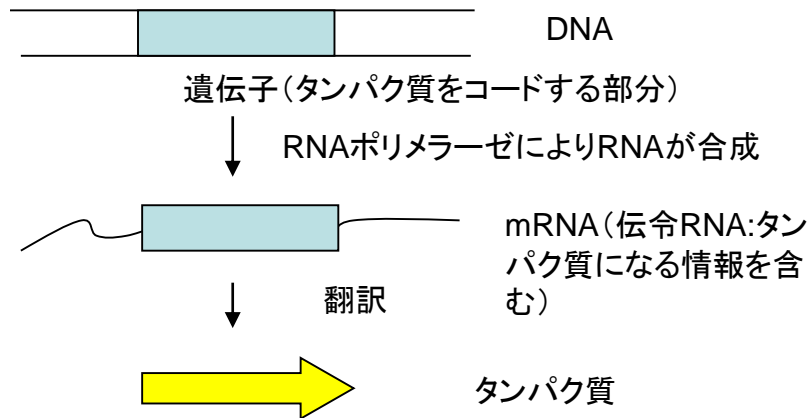 DNA
遺伝子(タンパク質をコードする部分)
RNAポリメラーゼによりRNAが合成
mRNA(伝令RNA:タン
パク質になる情報を含
む)
翻訳
タンパク質